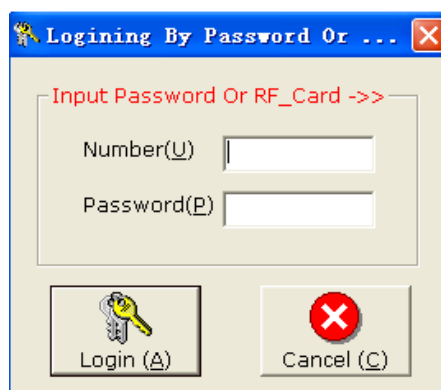 Logining By Password Or ...
Input Password Or RF_Card ->>
Number(U)
Password(P)
Login (A)
Cancel (C)